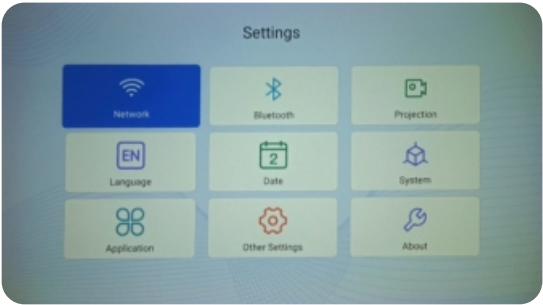 Settings
Network
Bluetooth
Projection
EN
Language
2
Date
System
Application
Other Settings
About